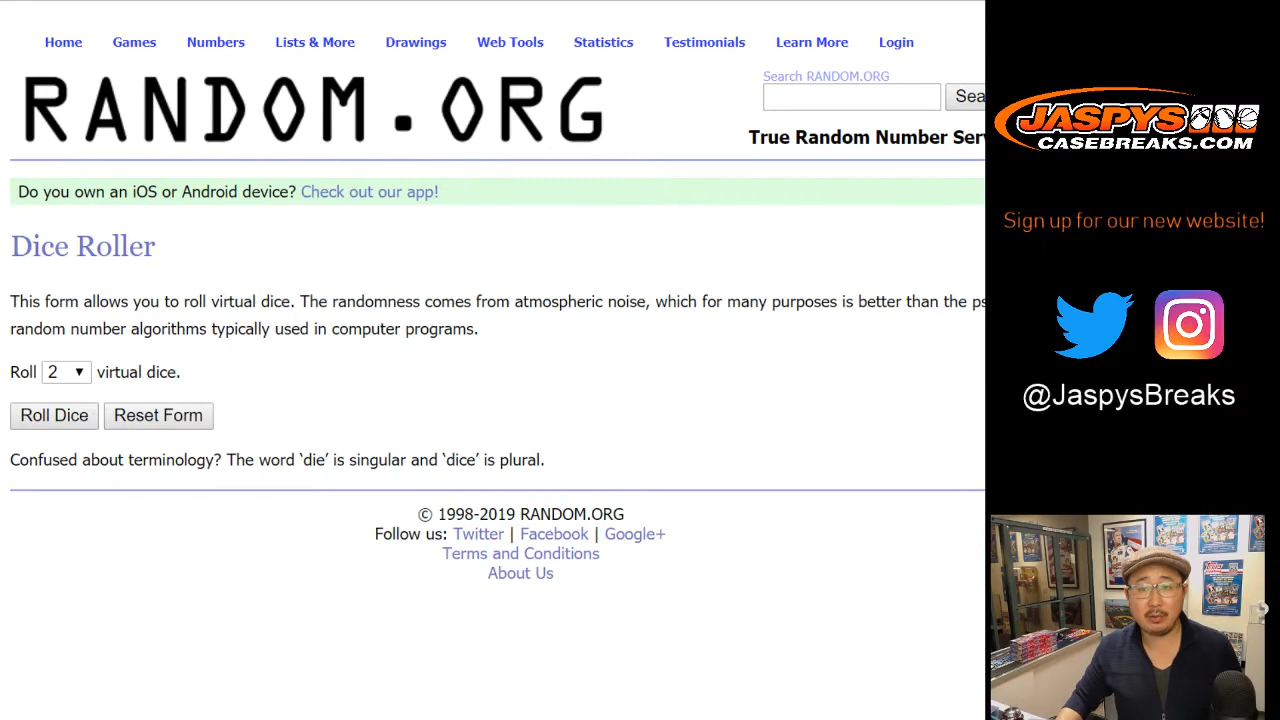 Home Games Numbers Lists & More Drawings Web Tools Statistics Testimonials Learn More Login
RANDOM.ORG
Search RANDOM.ORG
Sea
True Random Number Ser
Do you own an iOS or Android device? Check out our app!
Dice Roller
This form allows you to roll virtual dice. The randomness comes from atmospheric noise, which for many purposes is better than the ps
random number algorithms typically used in computer programs.
Roll 2 virtual dice.
Roll Dice Reset Form
Confused about terminology? The word ‘die’ is singular and ‘dice’ is plural.
© 1998-2019 RANDOM.ORG
Follow us: Twitter | Facebook | Google+
Terms and Conditions
About Us
JASPYS
CASEBREAKS.COM
Sign up for our new website!
@JaspysBreaks
Topps